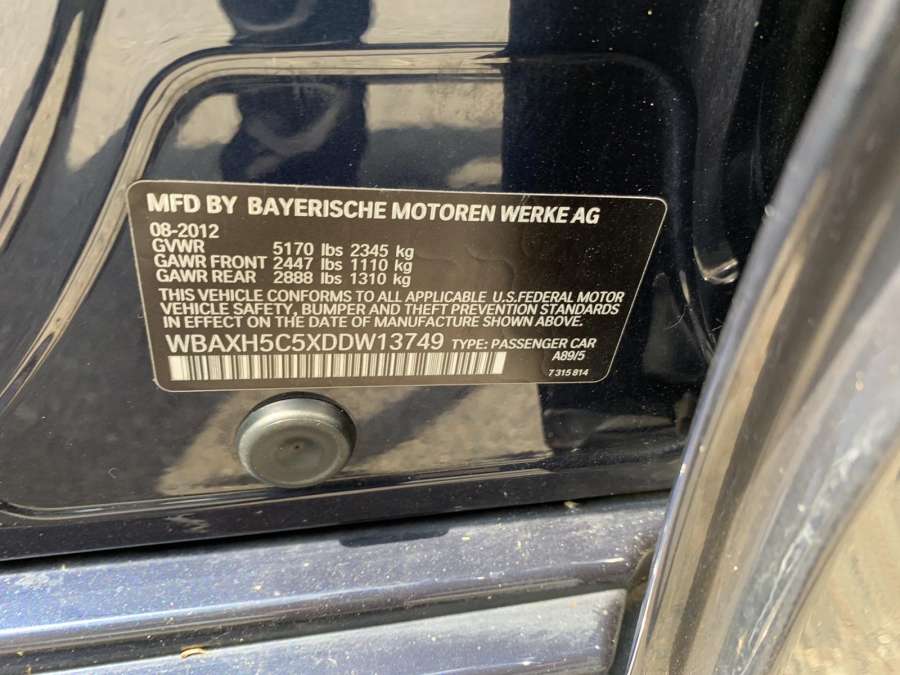 MFD BY BAYERISCHE MOTOREN WERKE AG
08-2012
GVWR 5170 lbs 2345 kg
GAWR FRONT 2447 lbs 1110 kg
GAWR REAR 2888 lbs 1310 kg
THIS VEHICLE CONFORMS TO ALL APPLICABLE U.S.FEDERAL MOTOR
VEHICLE SAFETY, BUMPER AND THEFT PREVENTION STANDARDS
IN EFFECT ON THE DATE OF MANUFACTURE SHOWN ABOVE.
WBAXH5C5XDDW13749 TYPE: PASSENGER CAR
A89/5
7 315 814